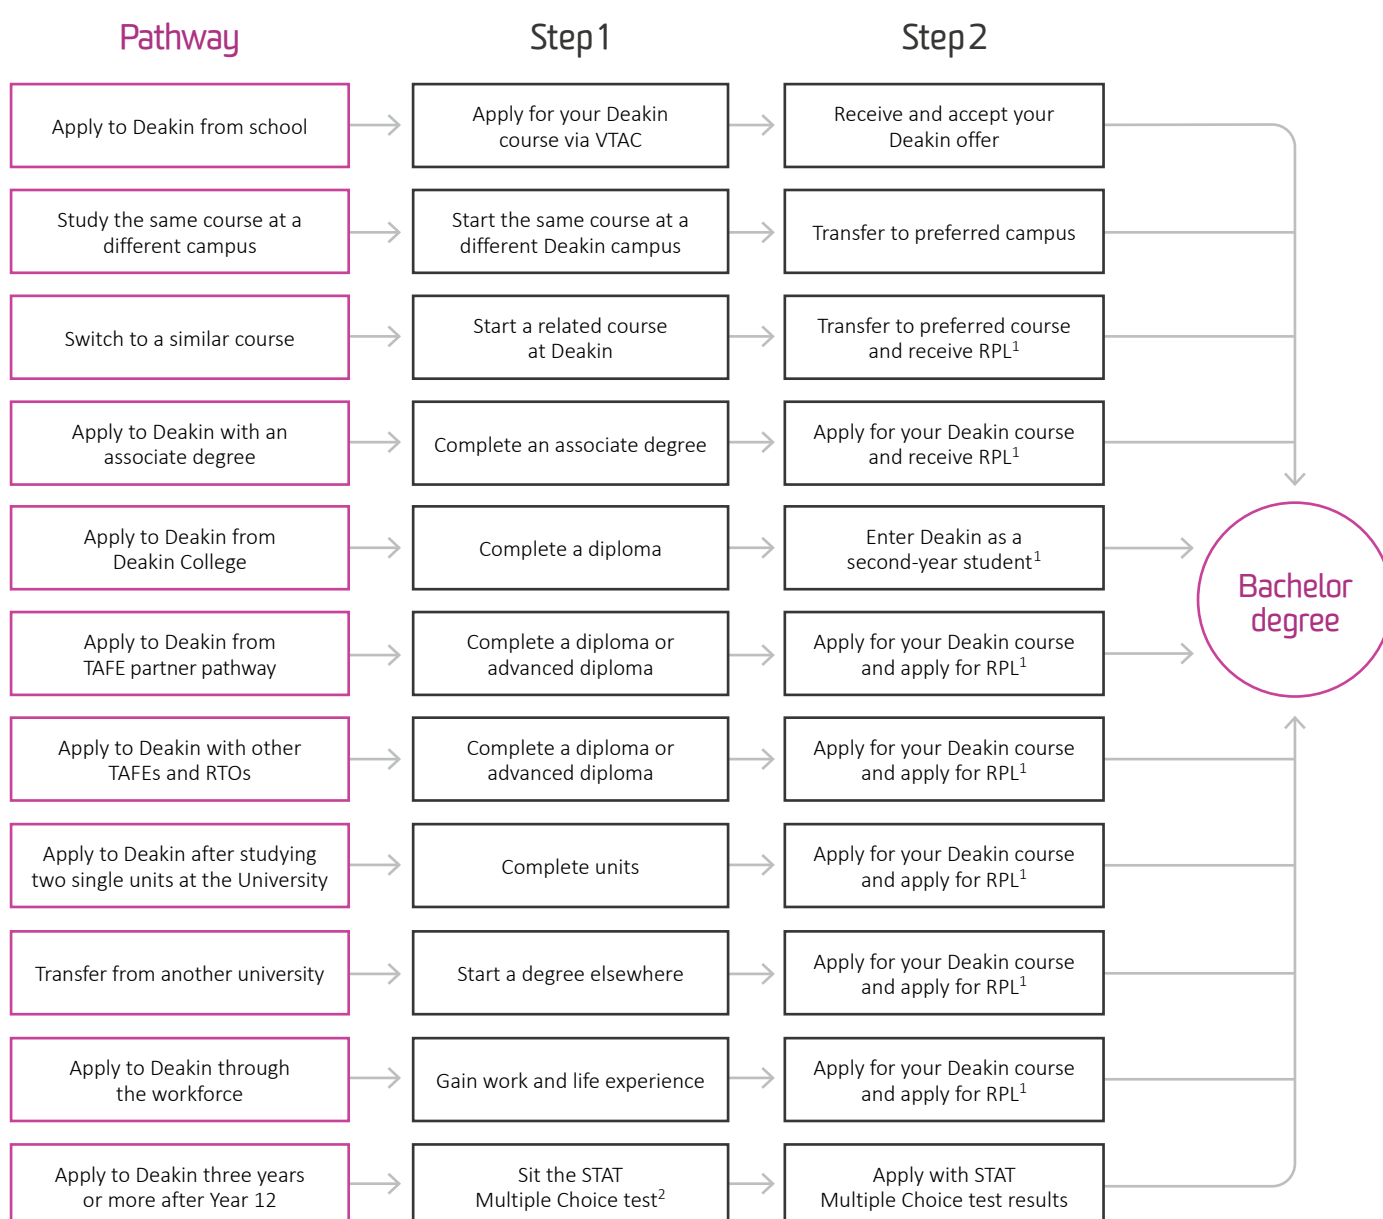 Pathway
Step 1
Step 2
Apply to Deakin from school
Apply for your Deakin
course via VTAC
Receive and accept your
Deakin offer
Study the same course at a
different campus
Start the same course at a
different Deakin campus
Transfer to preferred campus
Switch to a similar course
Start a related course
at Deakin
Transfer to preferred course
and receive RPL¹
Apply to Deakin with an
associate degree
Complete an associate degree
Apply for your Deakin course
and receive RPL¹
Apply to Deakin from
Deakin College
Complete a diploma
Enter Deakin as a
second-year student¹
Apply to Deakin from
TAFE partner pathway
Complete a diploma or
advanced diploma
Apply for your Deakin course
and apply for RPL¹
Apply to Deakin with other
TAFEs and RTOs
Complete a diploma or
advanced diploma
Apply for your Deakin course
and apply for RPL¹
Apply to Deakin after studying
two single units at the University
Complete units
Apply for your Deakin course
and apply for RPL¹
Transfer from another university
Start a degree elsewhere
Apply for your Deakin course
and apply for RPL¹
Apply to Deakin through
the workforce
Gain work and life experience
Apply for your Deakin course
and apply for RPL¹
Apply to Deakin three years
or more after Year 12
Sit the STAT
Multiple Choice test²
Apply with STAT
Multiple Choice test results
Bachelor
degree